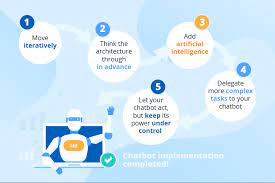 1
Move
iteratively
2
Think the
architecture
through
in advance
3
Add
artificial
intelligence
4
Delegate
more complex
tasks to your
chatbot
5
Let your
chatbot act,
but keep its
power under
control
Chatbot implementation
completed!